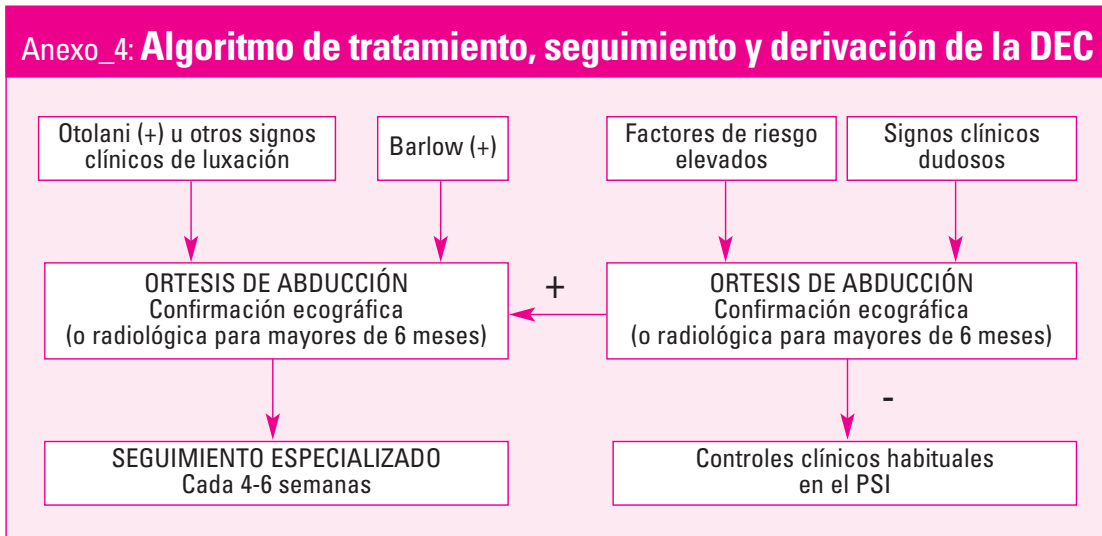 Anexo_4: Algoritmo de tratamiento, seguimiento y derivación de la DEC
Otolani (+) u otros signos
clínicos de luxación
Barlow (+)
Factores de riesgo
elevados
Signos clínicos
dudosos
ORTESIS DE ABDUCCIÓN
Confirmación ecográfica
(o radiológica para mayores de 6 meses)
+
ORTESIS DE ABDUCCIÓN
Confirmación ecográfica
(o radiológica para mayores de 6 meses)
-
SEGUIMIENTO ESPECIALIZADO
Cada 4-6 semanas
Controles clínicos habituales
en el PSI